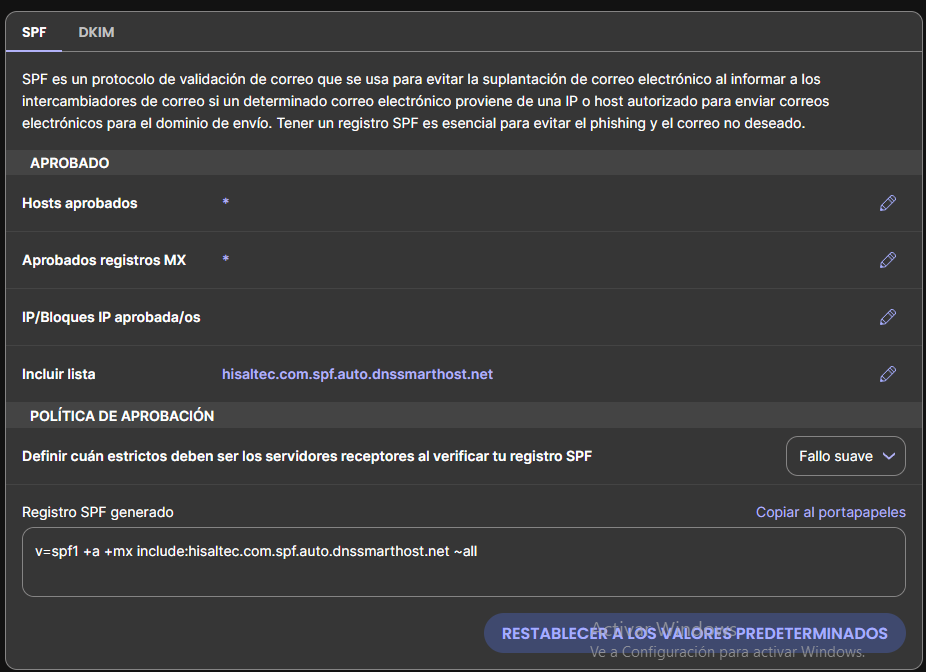 SPF DKIM
SPF es un protocolo de validación de correo que se usa para evitar la suplantación de correo electrónico al informar a los
intercambiadores de correo si un determinado correo electrónico proviene de una IP o host autorizado para enviar correos
electrónicos para el dominio de envío. Tener un registro SPF es esencial para evitar el phishing y el correo no deseado.
APROBADO
Hosts aprobados *
Aprobados registros MX *
IP/Bloques IP aprobada/os
Incluir lista hisaltec.com.spf.auto.dnssmarthost.net
POLÍTICA DE APROBACIÓN
Definir cuán estrictos deben ser los servidores receptores al verificar tu registro SPF Fallo suave
Registro SPF generado Copiar al portapapeles
v=spf1 +a +mx include:hisaltec.com.spf.auto.dnssmarthost.net ~all
RESTABLECER A LOS VALORES PREDETERMINADOS
Activar Windows
Ve a Configuración para activar Windows.